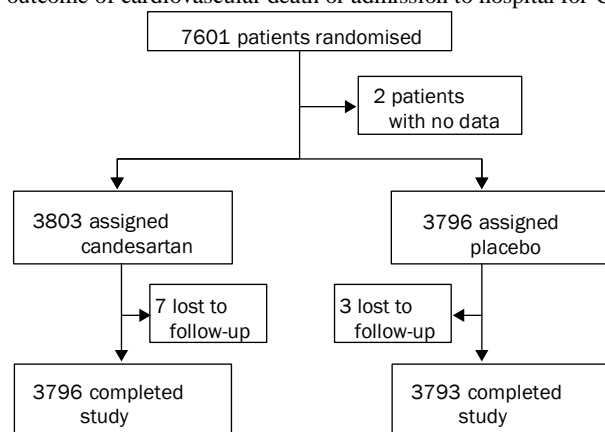 outcome of cardiovascular death or admission to hospital for
7601 patients randomised
2 patients
with no data
3803 assigned
candesartan
3796 assigned
placebo
7 lost to
follow-up
3 lost to
follow-up
3796 completed
study
3793 completed
study